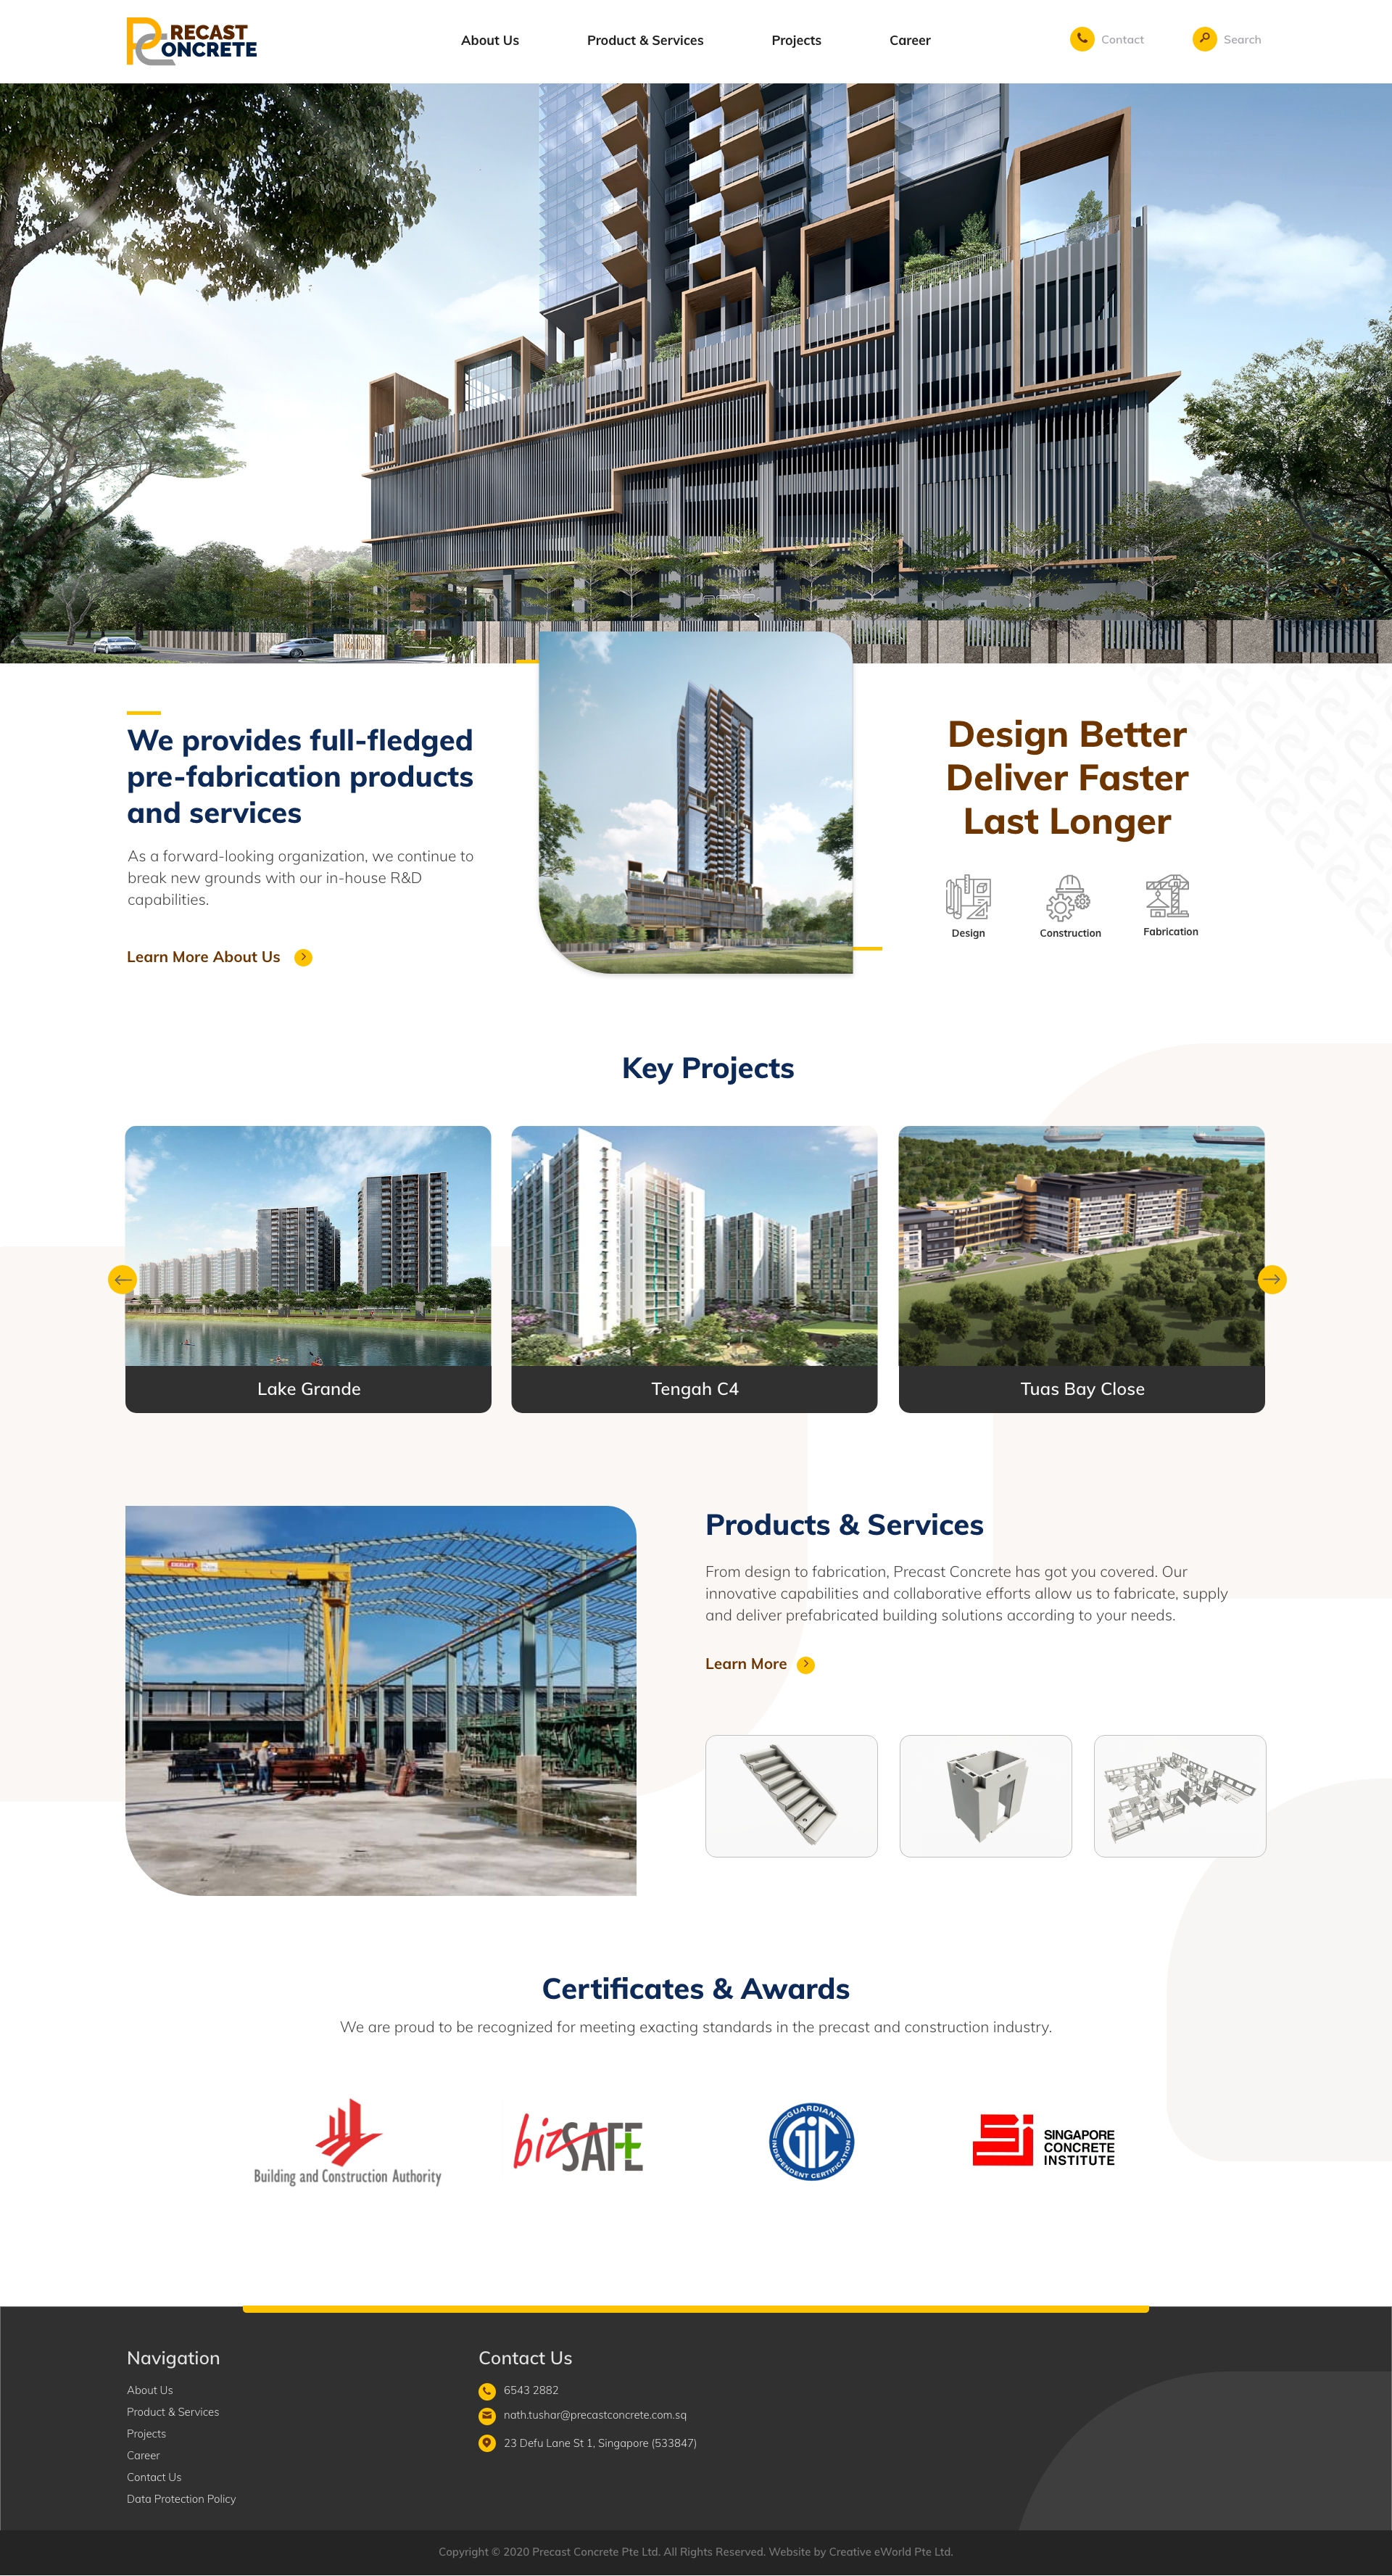 RECAST
ONCRETE
About Us
Product & Services
Projects
Career
Contact
Search
We provides full-fledged
pre-fabrication products
and services
As a forward-looking organization, we continue to
break new grounds with our in-house R&D
capabilities.
Learn More About Us
Design Better
Deliver Faster
Last Longer
Design
Construction
Fabrication
Key Projects
Lake Grande
Tengah C4
Tuas Bay Close
Products & Services
From design to fabrication, Precast Concrete has got you covered. Our
innovative capabilities and collaborative efforts allow us to fabricate, supply
and deliver prefabricated building solutions according to your needs.
Learn More
Certificates & Awards
We are proud to be recognized for meeting exacting standards in the precast and construction industry.
Building and Construction Authority
bizSAFE
GUARDIAN
GIC
INDEPENDENT CERTIFICATION
SINGAPORE
CONCRETE
INSTITUTE
Navigation
About Us
Product & Services
Projects
Career
Contact Us
Data Protection Policy
Contact Us
6543 2882
nath.tushar@precastconcrete.com.sq
23 Defu Lane St 1, Singapore (533847)
Copyright © 2020 Precast Concrete Pte Ltd. All Rights Reserved. Website by Creative eWorld Pte Ltd.